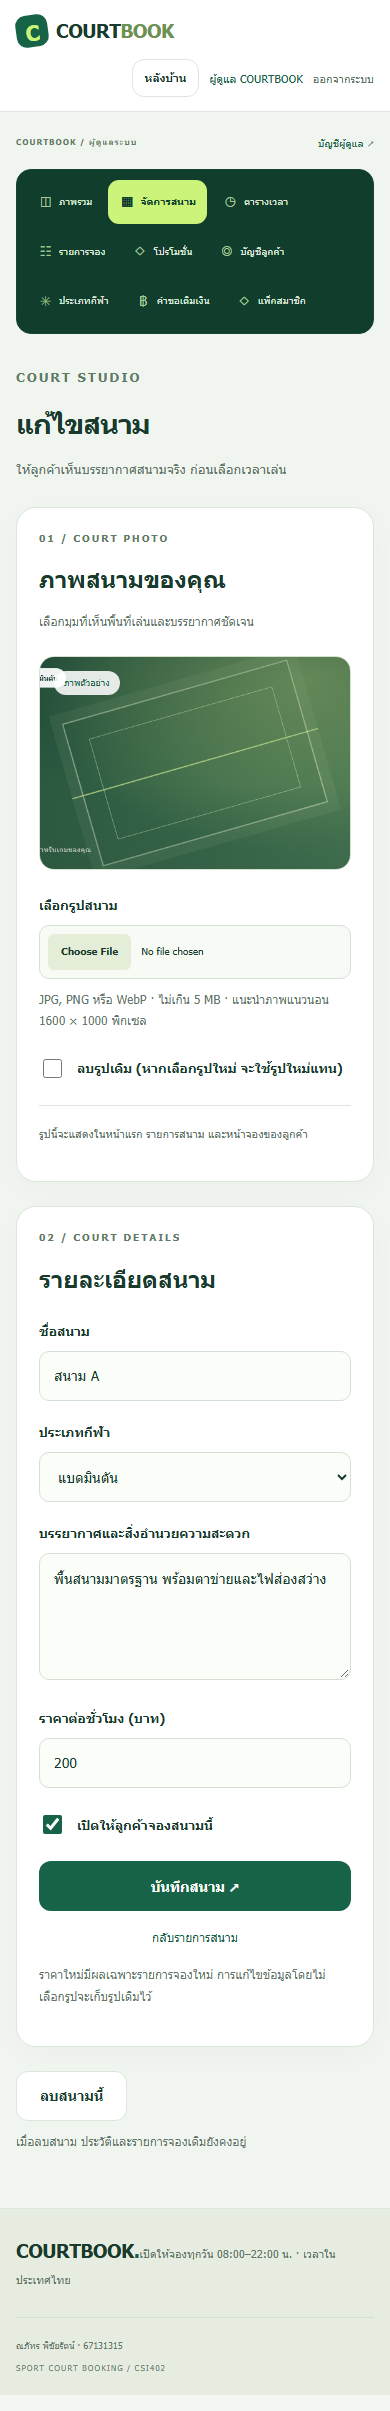 C COURTBOOK
หลังบ้าน ผู้ดูแล COURTBOOK ออกจากระบบ
COURTBOOK / ผู้ดูแลระบบ บัญชีผู้ดูแล ↗
ภาพรวม จัดการสนาม ตารางเวลา
รายการจอง โปรโมชั่น บัญชีลูกค้า
ประเภทกีฬา ฿ คำขอเติมเงิน แพ็กสมาชิก
COURT STUDIO
แก้ไขสนาม
ให้ลูกค้าเห็นบรรยากาศสนามจริง ก่อนเลือกเวลาเล่น
01 / COURT PHOTO
ภาพสนามของคุณ
เลือกมุมที่เห็นพื้นที่เล่นและบรรยากาศชัดเจน
ภาพตัวอย่าง
หรับเกมของคุณ
เลือกรูปสนาม
Choose File No file chosen
JPG, PNG หรือ WebP · ไม่เกิน 5 MB · แนะนำภาพแนวนอน
1600 × 1000 พิกเซล
ลบรูปเดิม (หากเลือกรูปใหม่ จะใช้รูปใหม่แทน)
รูปนี้จะแสดงในหน้าแรก รายการสนาม และหน้าจองของลูกค้า
02 / COURT DETAILS
รายละเอียดสนาม
ชื่อสนาม
สนาม A
ประเภทกีฬา
แบดมินตัน
บรรยากาศและสิ่งอำนวยความสะดวก
พื้นสนามมาตรฐาน พร้อมตาข่ายและไฟส่องสว่าง
ราคาต่อชั่วโมง (บาท)
200
เปิดให้ลูกค้าจองสนามนี้
บันทึกสนาม ↗
กลับรายการสนาม
ราคาใหม่มีผลเฉพาะรายการจองใหม่ การแก้ไขข้อมูลโดยไม่
เลือกรูปจะเก็บรูปเดิมไว้
ลบสนามนี้
เมื่อลบสนาม ประวัติและรายการจองเดิมยังคงอยู่
COURTBOOK.เปิดให้จองทุกวัน 08:00–22:00 น. · เวลาใน
ประเทศไทย
ณภัทร พิชัยรัตน์ · 67131315
SPORT COURT BOOKING / CSI402